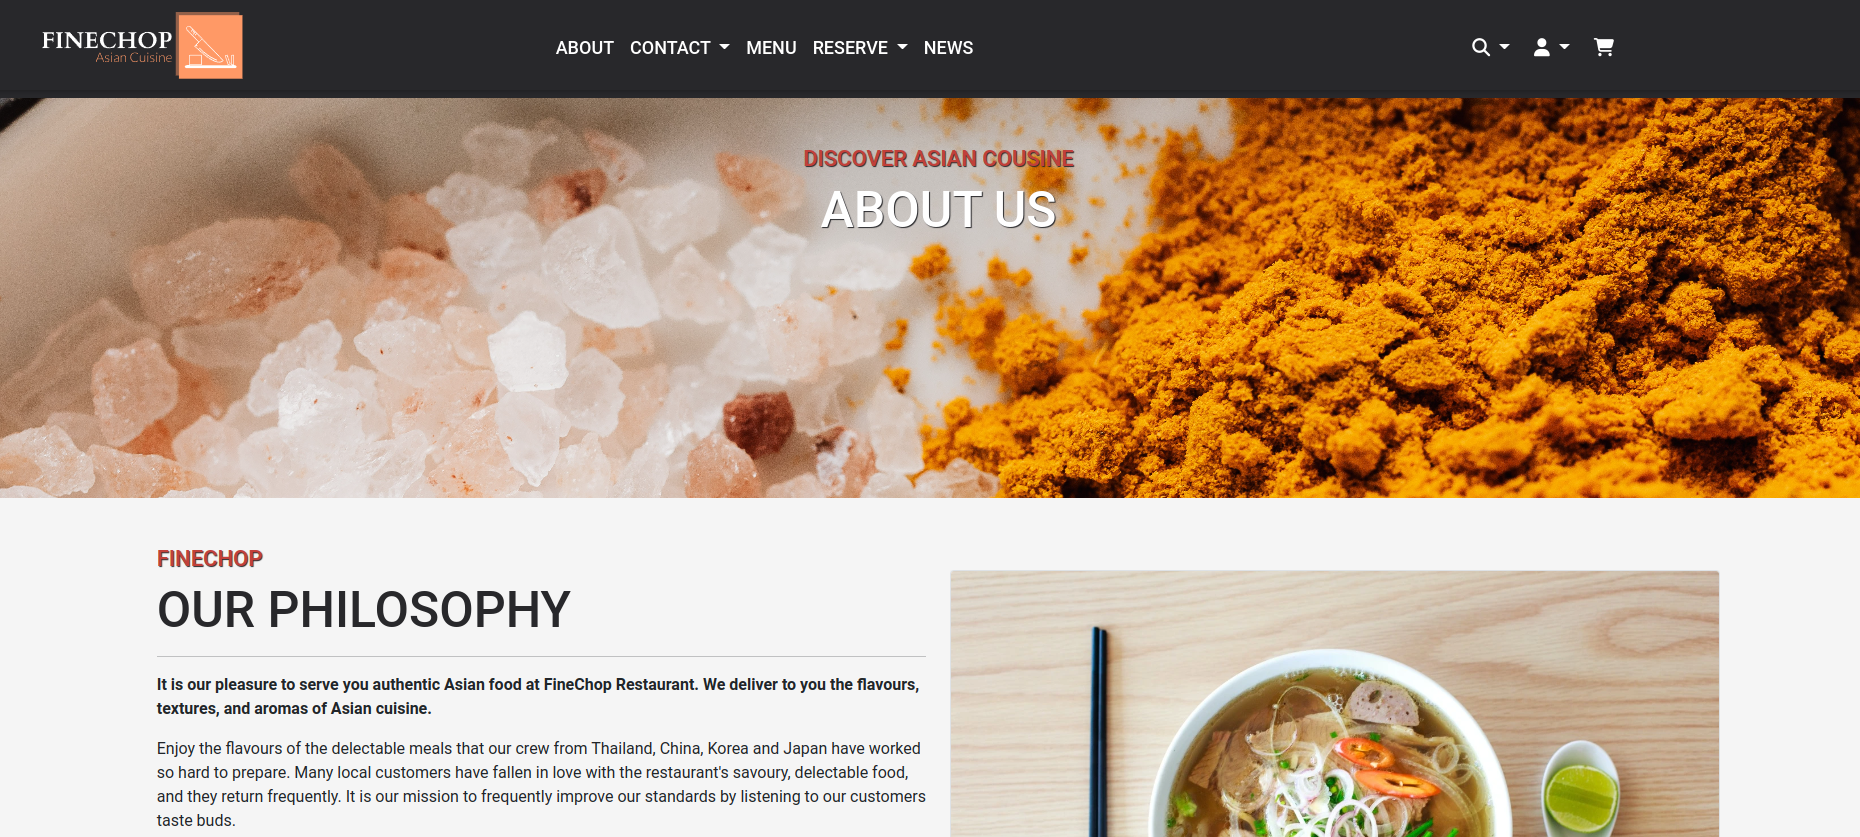 FINECHOP
Asian Cuisine
ABOUT CONTACT MENU RESERVE NEWS
DISCOVER ASIAN COUSINE
ABOUT US
FINECHOP
OUR PHILOSOPHY
It is our pleasure to serve you authentic Asian food at FineChop Restaurant. We deliver to you the flavours,
textures, and aromas of Asian cuisine.
Enjoy the flavours of the delectable meals that our crew from Thailand, China, Korea and Japan have worked
so hard to prepare. Many local customers have fallen in love with the restaurant's savoury, delectable food,
and they return frequently. It is our mission to frequently improve our standards by listening to our customers
taste buds.